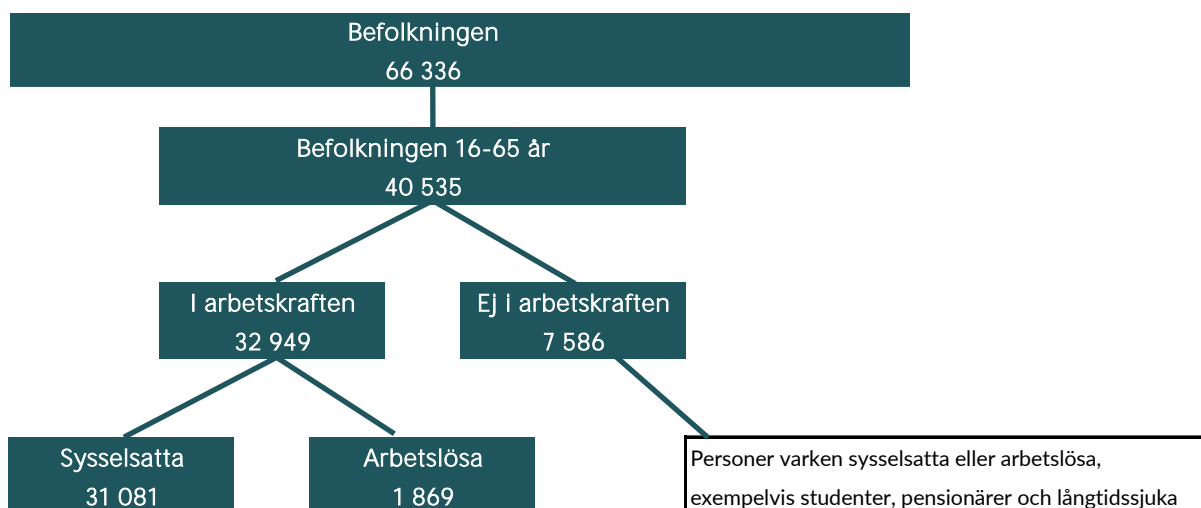 Befolkningen
66 336
Befolkningen 16-65 år
40 535
I arbetskraften
32 949
Ej i arbetskraften
7 586
Sysselsatta
31 081
Arbetslösa
1 869
Personer varken sysselsatta eller arbetslösa,
exempelvis studenter, pensionärer och långtidssjuka